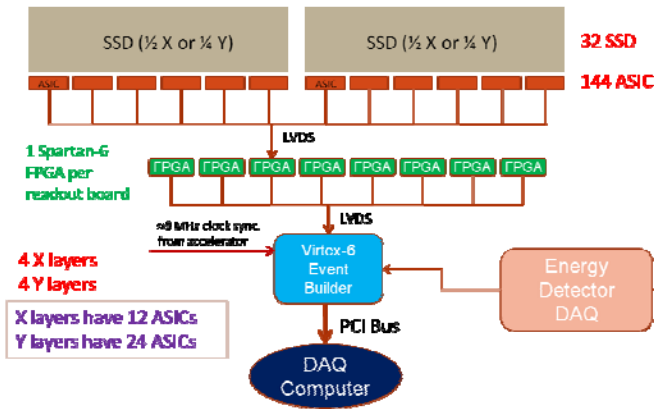 SSD (½ X or ¼ Y)
SSD (½ X or ¼ Y)
32 SSD
ASIC
ASIC
144 ASIC
LVDS
1 Spartan-6
FPGA per
readout board
FPGA FPGA FPGA FPGA FPGA FPGA FPGA FPGA
LVDS
MHz clock sync.
from accelerator
4 X layers
4 Y layers
Virtex-6
Event
Builder
Energy
Detector
DAQ
X layers have 12 ASICs
Y layers have 24 ASICs
PCI Bus
DAQ
Computer